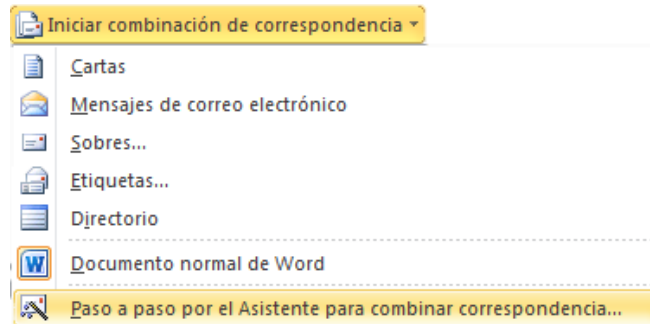 Iniciar combinación de correspondencia
Cartas
Mensajes de correo electrónico
Sobres...
Etiquetas...
Directorio
Documento normal de Word
Paso a paso por el Asistente para combinar correspondencia...